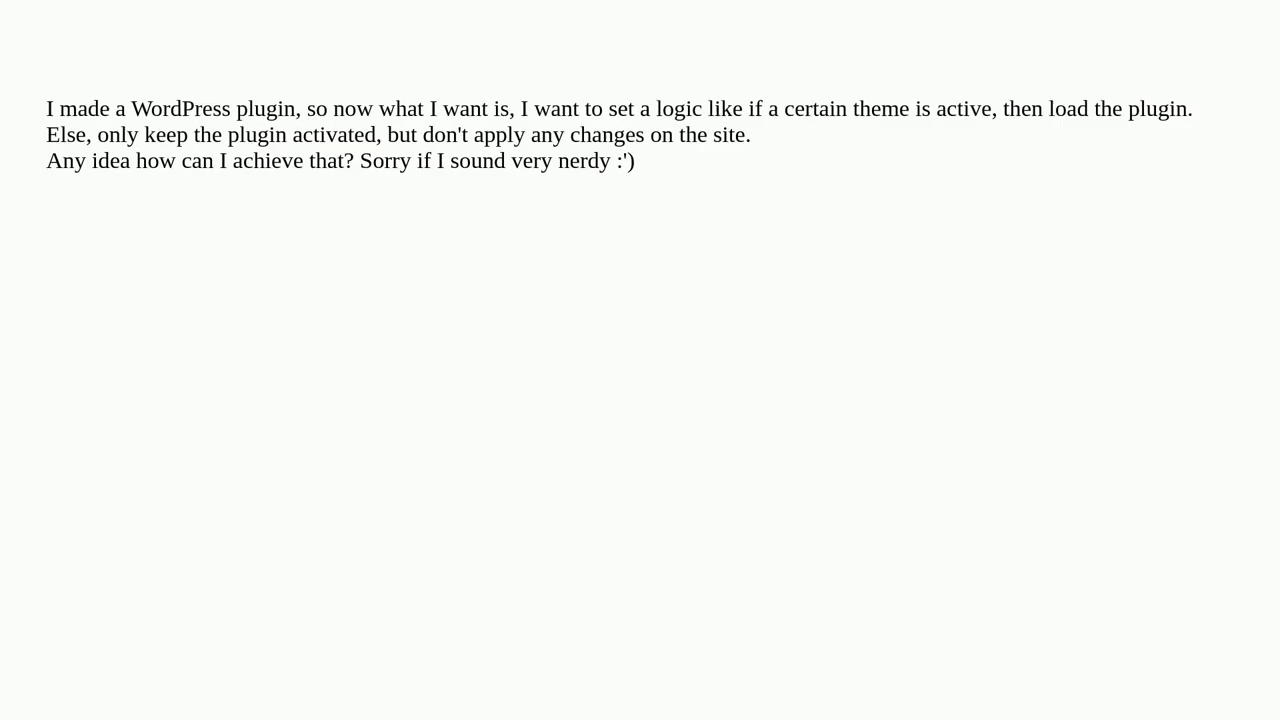 I made a WordPress plugin, so now what I want is, I want to set a logic like if a certain theme is active, then load the plugin.
Else, only keep the plugin activated, but don't apply any changes on the site.
Any idea how can I achieve that? Sorry if I sound very nerdy :')